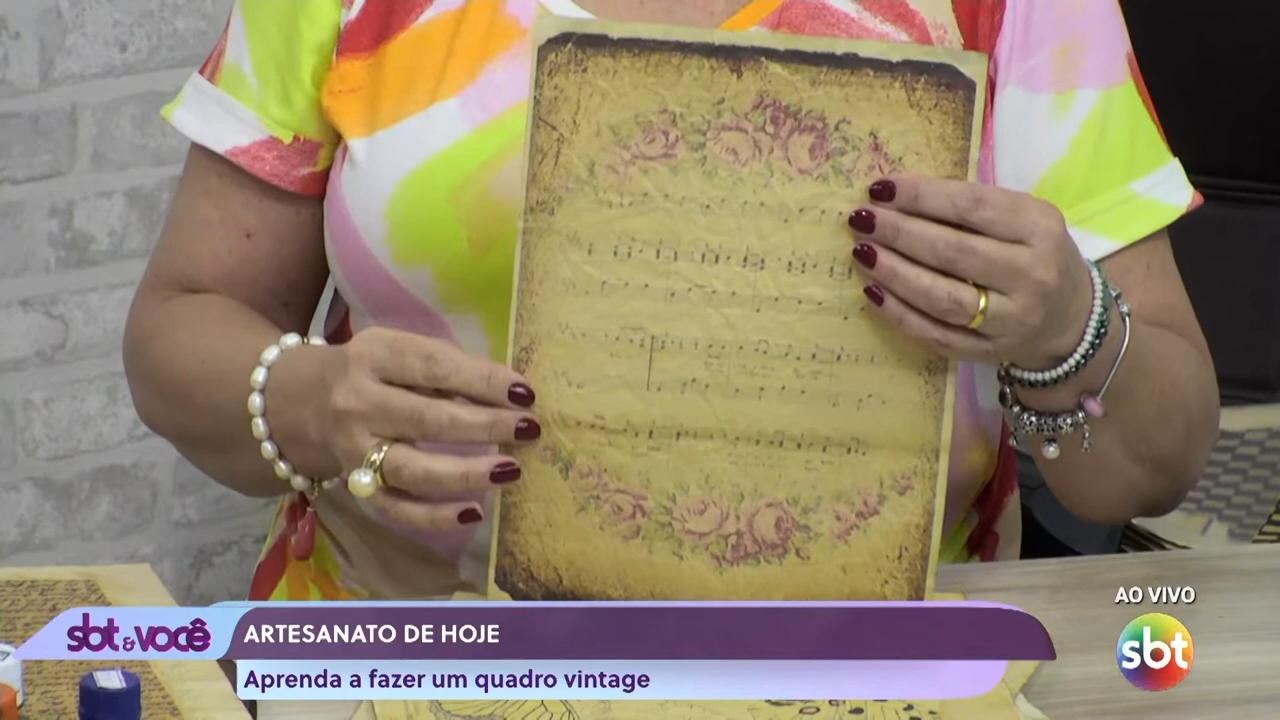 AO VIVO
sbt&você
ARTESANATO DE HOJE
sbt
Aprenda a fazer um quadro vintage